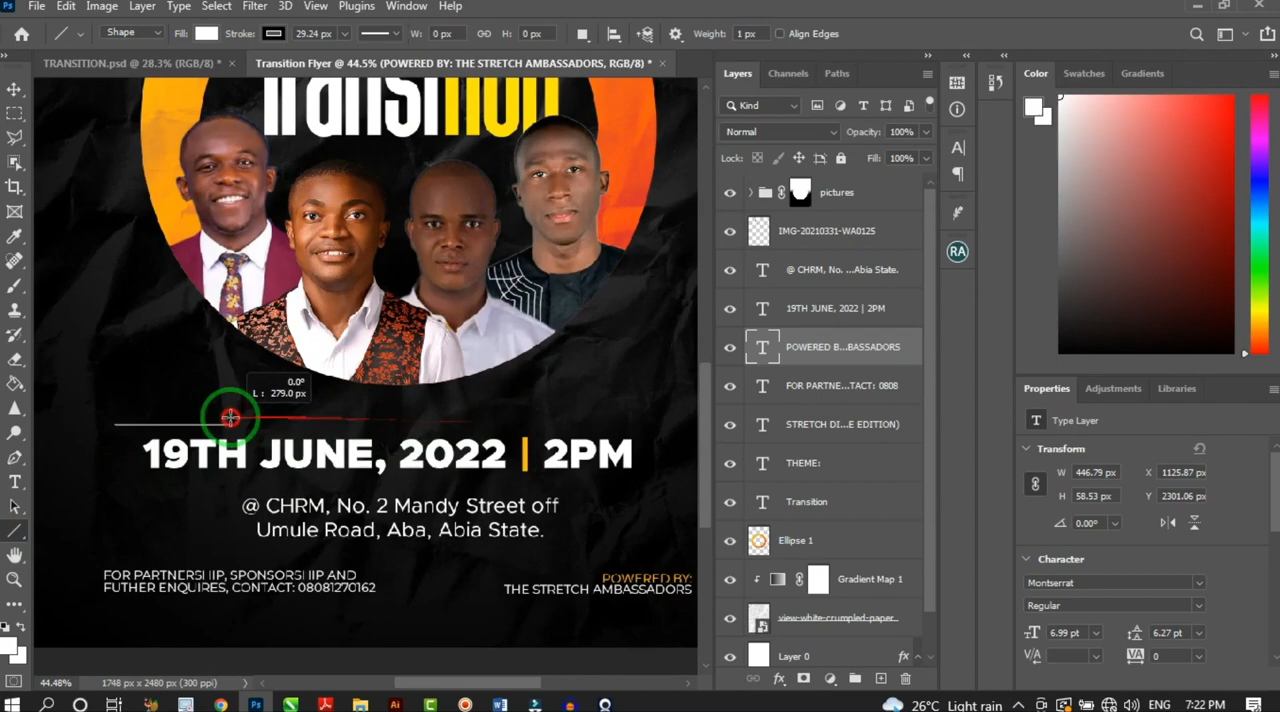 Ps File Edit Image Layer Type Select Filter 3D View Plugins Window Help
Shape Fill: Stroke: 29.24 pt W: 0 px H: 0 px Weight: 1 px Align Edges
TRANSITION.psd @ 28.3% (RGB/8) * × Transition Flyer @ 44.5% (POWERED BY: THE STRETCH AMBASSADORS, RGB/8) * ×
Transition
0.0°
L : 279.0 px
19TH JUNE, 2022 | 2PM
@ CHRM, No. 2 Mandy Street off
Umule Road, Aba, Abia State.
FOR PARTNERSHIP, SPONSORSHIP AND
FUTHER ENQUIRES, CONTACT: 08081270162
POWERED BY:
THE STRETCH AMBASSADORS
44.48% 1748 px x 2480 px (300 ppi)
Layers Channels Paths
Kind
Normal Opacity: 100%
Lock: Fill: 100%
pictures
IMG-20210331-WA0125
@ CHRM, No. ...Abia State.
19TH JUNE, 2022 | 2PM
POWERED B...BASSADORS
FOR PARTNE...TACT: 0808
STRETCH DI...E EDITION)
THEME:
Transition
Ellipse 1
Gradient Map 1
view-white-crumpled-paper...
Layer 0 fx
RA
Color Swatches Gradients
Properties Adjustments Libraries
Type Layer
Transform
W 446.79 px X 1125.87 px
H 58.53 px Y 2301.06 px
0.00°
Character
Montserrat
Regular
6.99 pt 6.27 pt
V/A VA 0
26°C Light rain ENG 7:22 PM